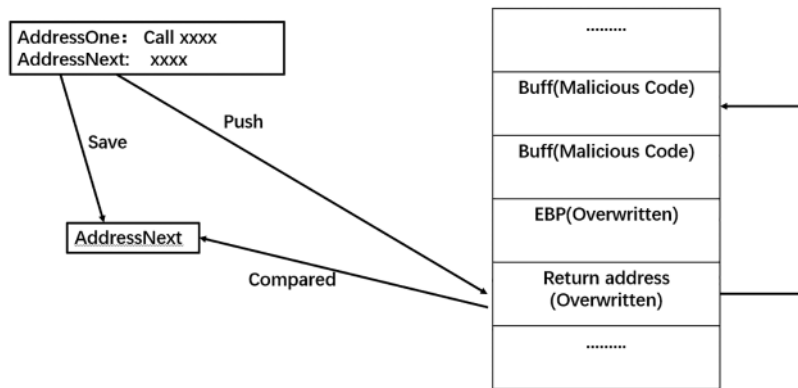 AddressOne: Call xxxx
AddressNext: xxxx
Save
Push
AddressNext
Compared
.........
Buff(Malicious Code)
Buff(Malicious Code)
EBP(Overwritten)
Return address
(Overwritten)
.........